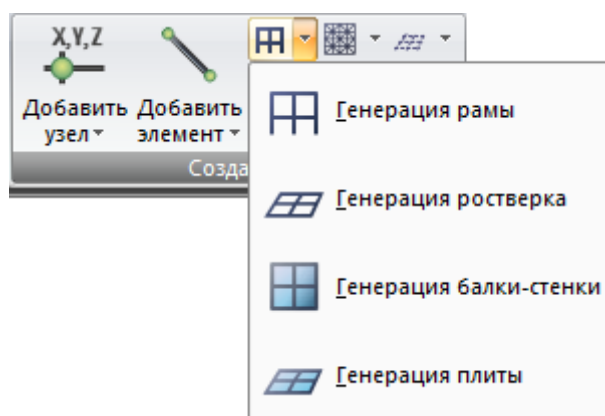 X,Y,Z
Добавить узел
Добавить элемент
Созда
Генерация рамы
Генерация ростверка
Генерация балки-стенки
Генерация плиты